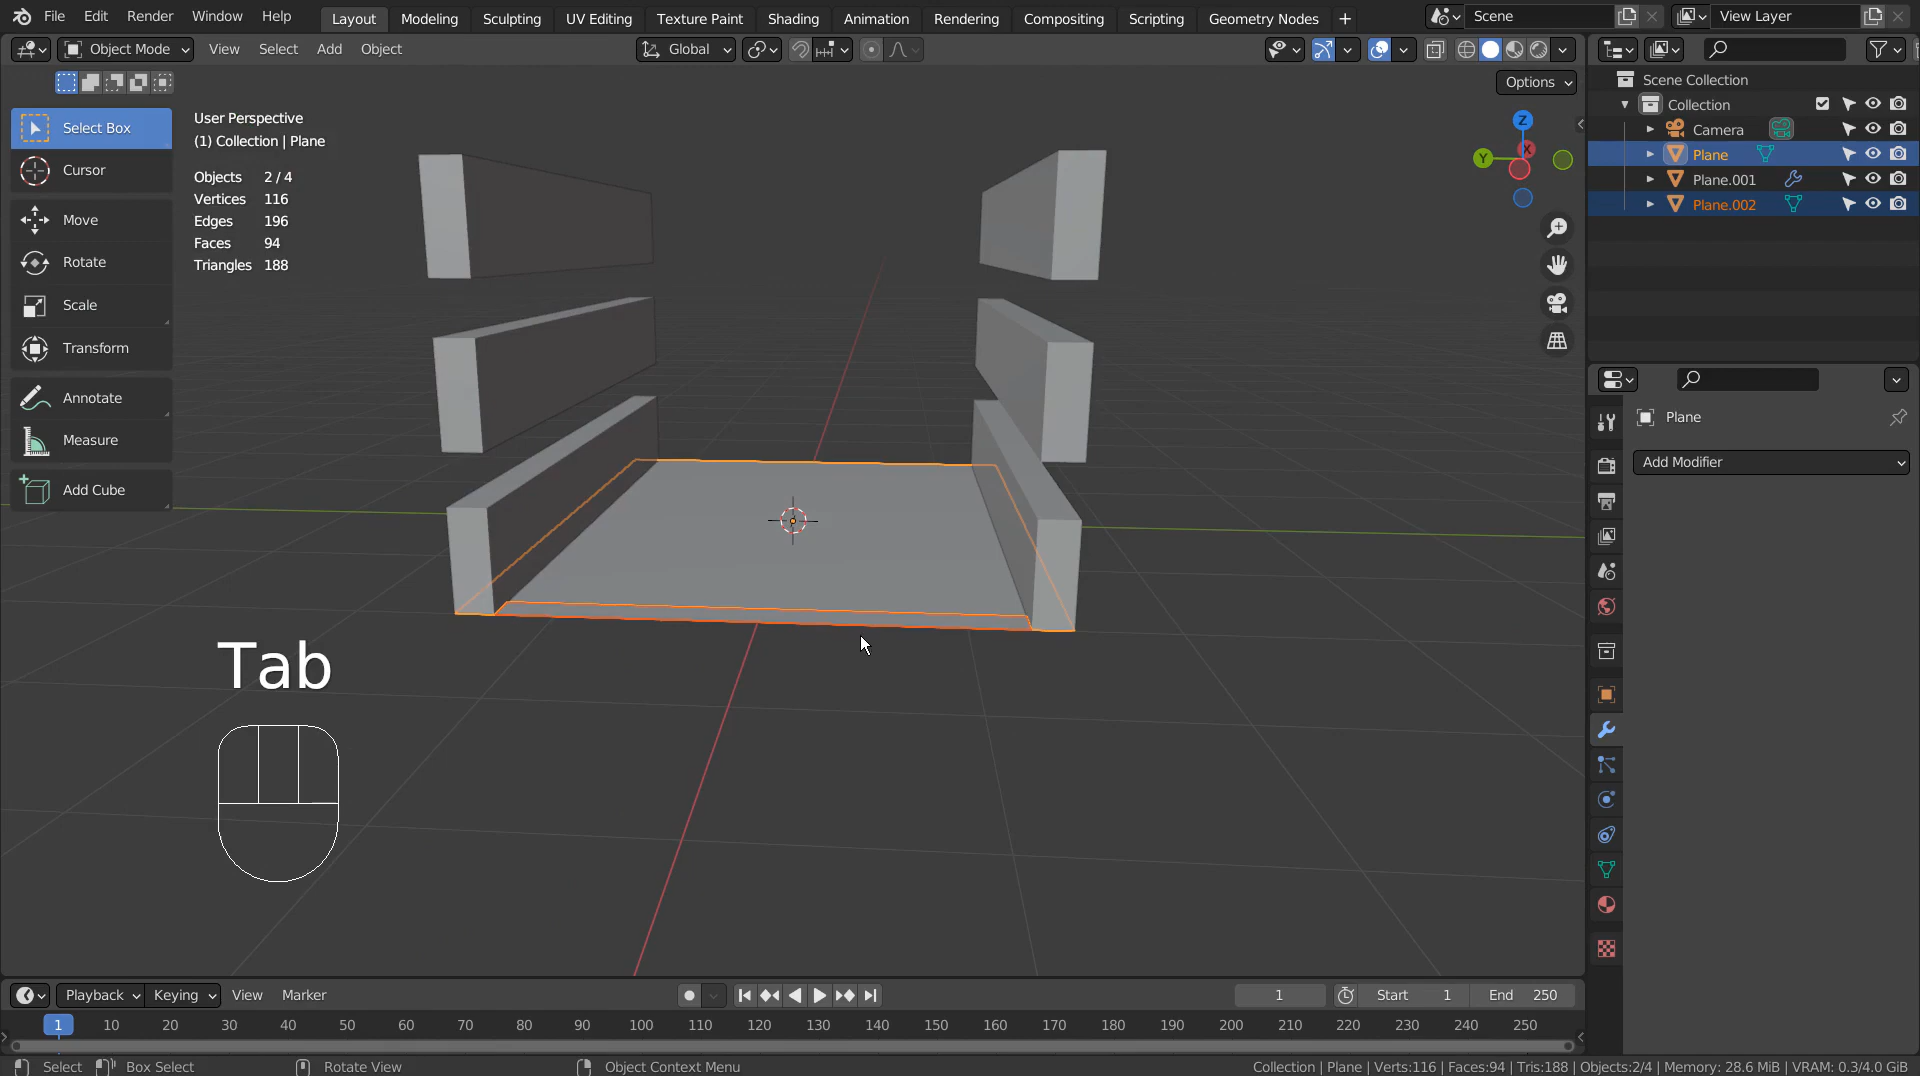 File Edit Render Window Help Layout Modeling Sculpting UV Editing Texture Paint Shading Animation Rendering Compositing Scripting Geometry Nodes + Scene View Layer
Object Mode View Select Add Object Global
Options
Select Box
Cursor
Move
Rotate
Scale
Transform
Annotate
Measure
Add Cube
User Perspective
(1) Collection | Plane
Objects 2 / 4
Vertices 116
Edges 196
Faces 94
Triangles 188
Z
X
Y
Tab
Scene Collection
Collection
Camera
Plane
Plane.001
Plane.002
Plane
Add Modifier
Playback Keying View Marker 1 Start 1 End 250
1 10 20 30 40 50 60 70 80 90 100 110 120 130 140 150 160 170 180 190 200 210 220 230 240 250
Select Box Select Rotate View Object Context Menu Collection | Plane | Verts:116 | Faces:94 | Tris:188 | Objects:2/4 | Memory: 28.6 MiB | VRAM: 0.3/4.0 GiB